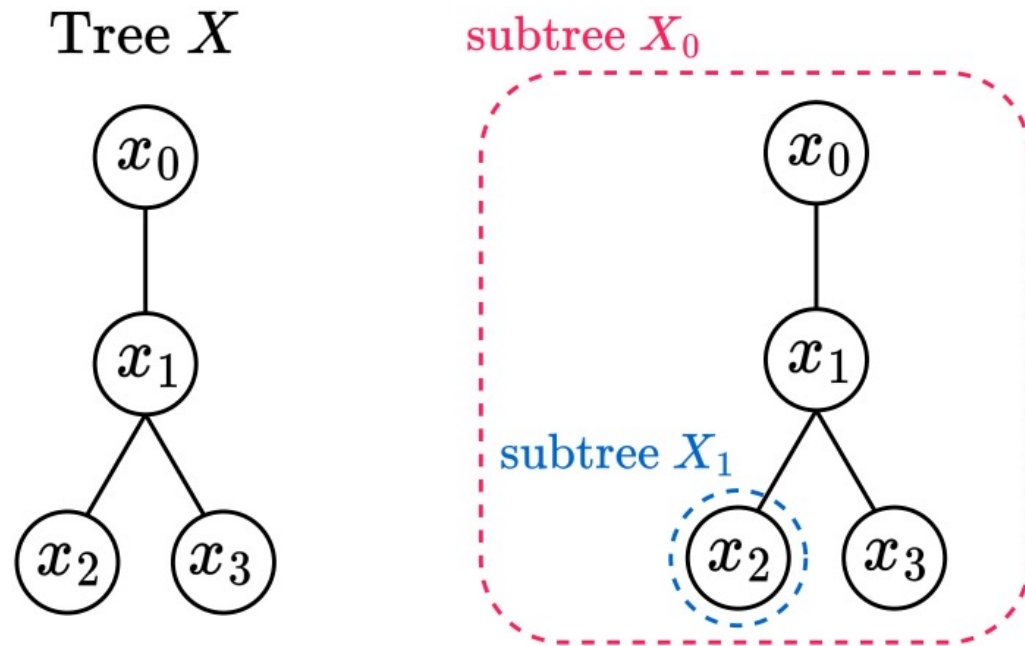 Tree X
x₀
x₁
x₂
x₃
subtree X₀
x₀
x₁
subtree X₁
x₂
x₃